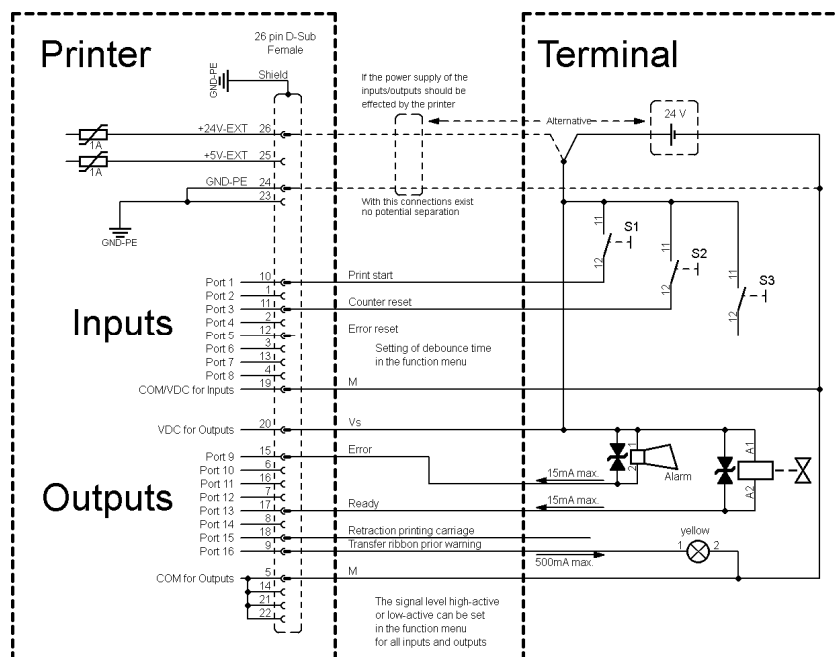 Printer
26 pin D-Sub
Female
Terminal
Shield
GND-PE
If the power supply of the
inputs/outputs should be
effected by the printer
24 V
Alternative
+24V-EXT 26
1A
+5V-EXT 25
1A
GND-PE 24
23
GND-PE
With this connections exist
no potential separation
11
S1
12
11
S2
12
11
S3
12
Inputs
Port 1 10 Print start
Port 2 1
Port 3 11 Counter reset
Port 4 2
Port 5 12 Error reset
Port 6 3
Port 7 13
Port 8 4
Setting of debounce time
in the function menu
COM/VDC for Inputs 19 M
VDC for Outputs 20 Vs
Outputs
Port 9 15 Error
Port 10 6
Port 11 16
Port 12 7
Port 13 17 Ready
Port 14 8
Port 15 18 Retraction printing carriage
Port 16 9 Transfer ribbon prior warning
15mA max.
2 1
Alarm
A1
A2
15mA max.
yellow
1 2
500mA max.
COM for Outputs 5 M
14
21
22
The signal level high-active
or low-active can be set
in the function menu
for all inputs and outputs